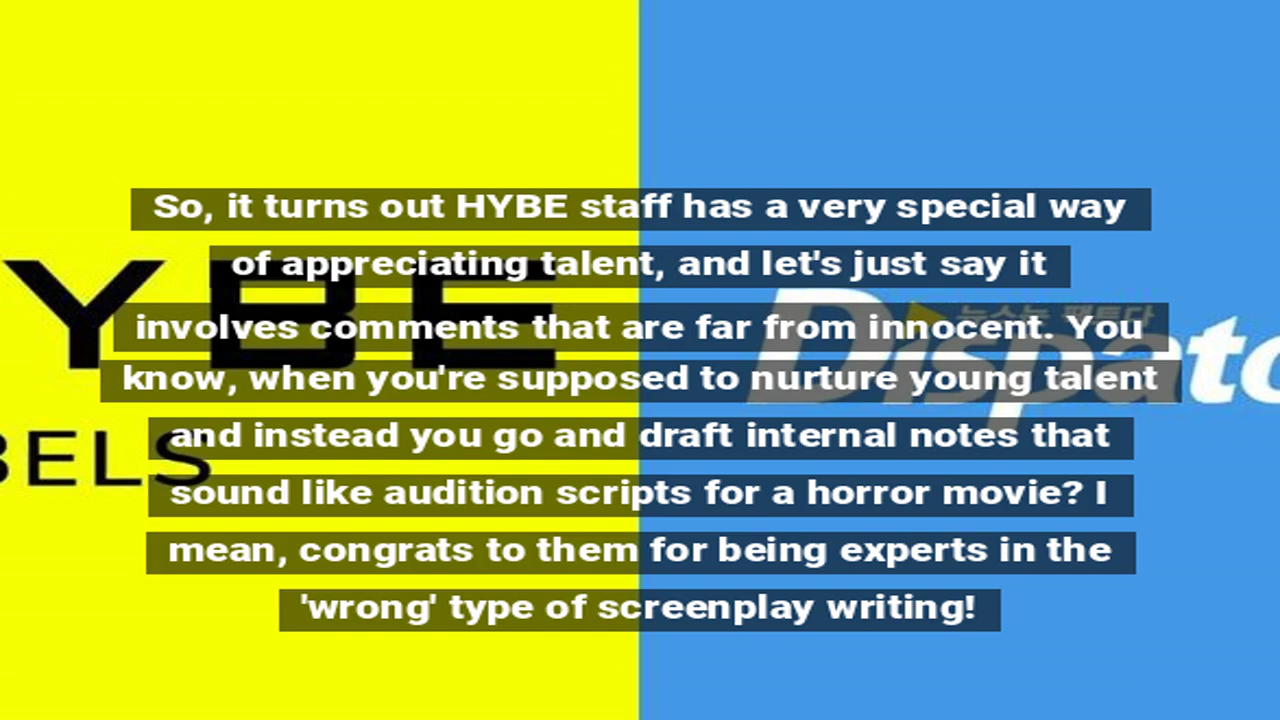 So, it turns out HYBE staff has a very special way
of appreciating talent, and let's just say it
involves comments that are far from innocent. You
know, when you're supposed to nurture young talent
and instead you go and draft internal notes that
sound like audition scripts for a horror movie? I
mean, congrats to them for being experts in the
'wrong' type of screenplay writing!
YBE
BELS
Dispatc